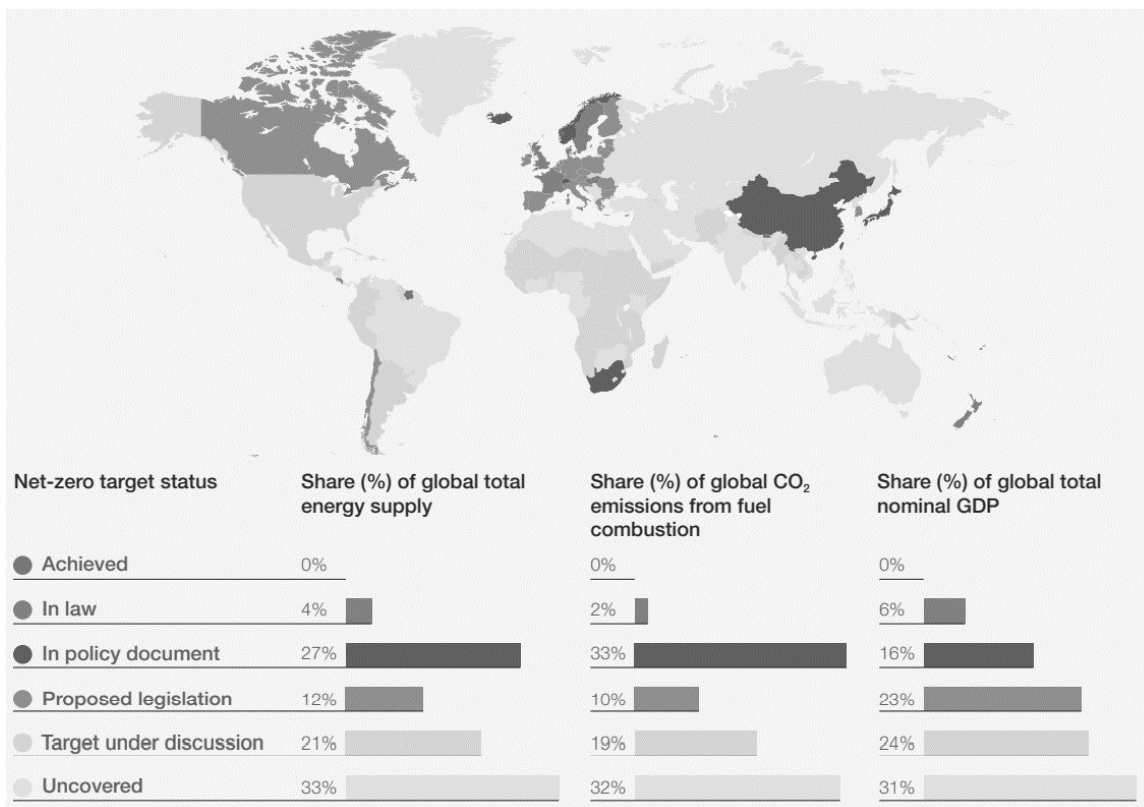 Net-zero target status
Share (%) of global total
energy supply
Share (%) of global CO₂
emissions from fuel
combustion
Share (%) of global total
nominal GDP
Achieved 0% 0% 0%
In law 4% 2% 6%
In policy document 27% 33% 16%
Proposed legislation 12% 10% 23%
Target under discussion 21% 19% 24%
Uncovered 33% 32% 31%